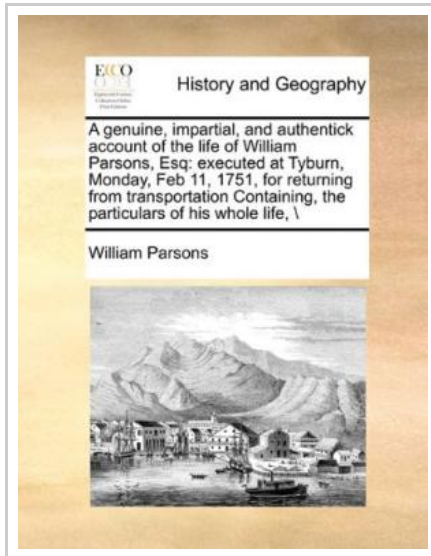 ECCO
History and Geography
A genuine, impartial, and authentick
account of the life of William
Parsons, Esq: executed at Tyburn,
Monday, Feb 11, 1751, for returning
from transportation Containing, the
particulars of his whole life, \
William Parsons